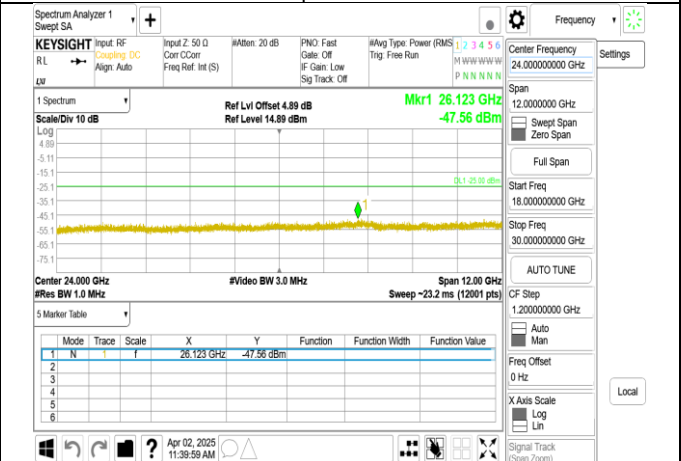 Spectrum Analyzer 1
Swept SA
+
Frequency
KEYSIGHT
RL
Input: RF
Coupling: DC
Align: Auto
Input Z: 50 Ω
Corr CCorr
Freq Ref: Int (S)
#Atten: 20 dB
PNO: Fast
Gate: Off
IF Gain: Low
Sig Track: Off
#Avg Type: Power (RMS
Trig: Free Run
1 2 3 4 5 6
M W W W W W
P N N N N N
Center Frequency
24.000000000 GHz
Settings
Span
12.0000000 GHz
Swept Span
Zero Span
Full Span
Start Freq
18.000000000 GHz
Stop Freq
30.000000000 GHz
AUTO TUNE
CF Step
1.200000000 GHz
Auto
Man
Freq Offset
0 Hz
X Axis Scale
Log
Lin
Signal Track
(Span Zoom)
Local
1 Spectrum
Scale/Div 10 dB
Ref Lvl Offset 4.89 dB
Ref Level 14.89 dBm
Mkr1 26.123 GHz
-47.56 dBm
Log
4.89
-5.11
-15.1
-25.1
-35.1
-45.1
-55.1
-65.1
-75.1
DL1 -25.00 dBm
1
Center 24.000 GHz
#Res BW 1.0 MHz
#Video BW 3.0 MHz
Span 12.00 GHz
Sweep ~23.2 ms (12001 pts)
5 Marker Table
Mode Trace Scale X Y Function Function Width Function Value
1 N 1 f 26.123 GHz -47.56 dBm
2
3
4
5
6
?
Apr 02, 2025
11:39:59 AM